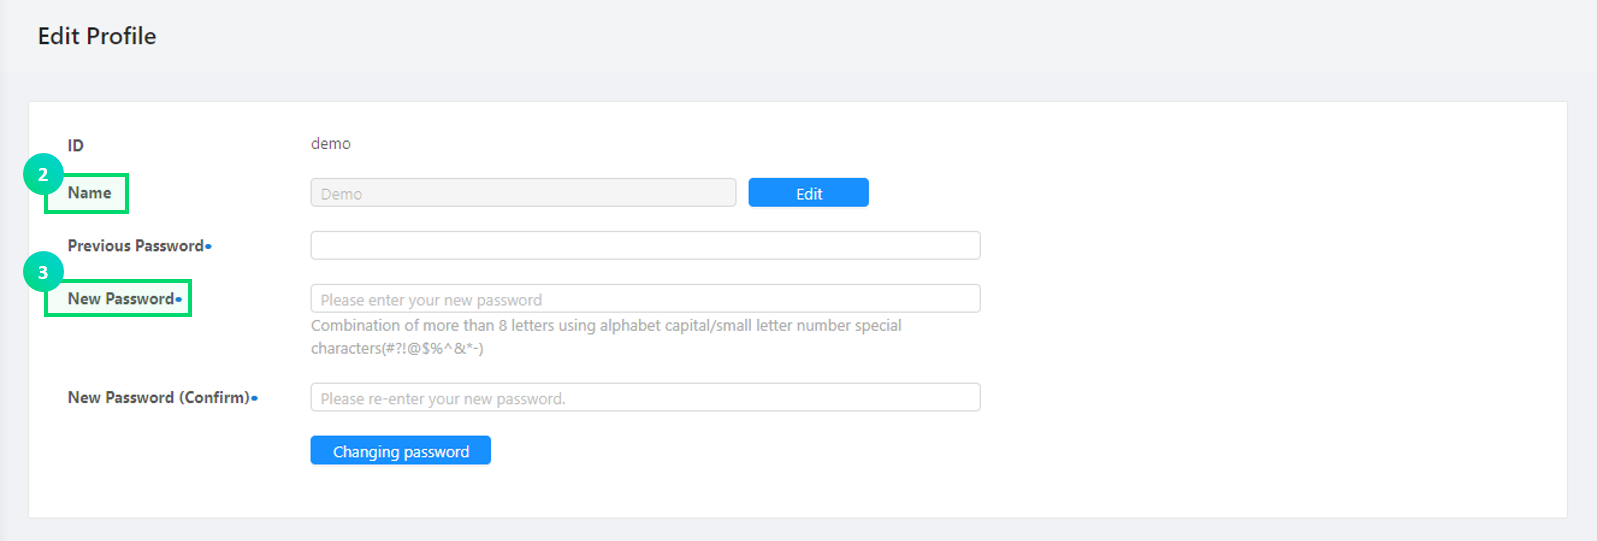 Edit Profile
ID demo
2
Name Demo Edit
Previous Password•
3
New Password• Please enter your new password
Combination of more than 8 letters using alphabet capital/small letter number special
characters(#?!@$%^&*-)
New Password (Confirm)• Please re-enter your new password.
Changing password